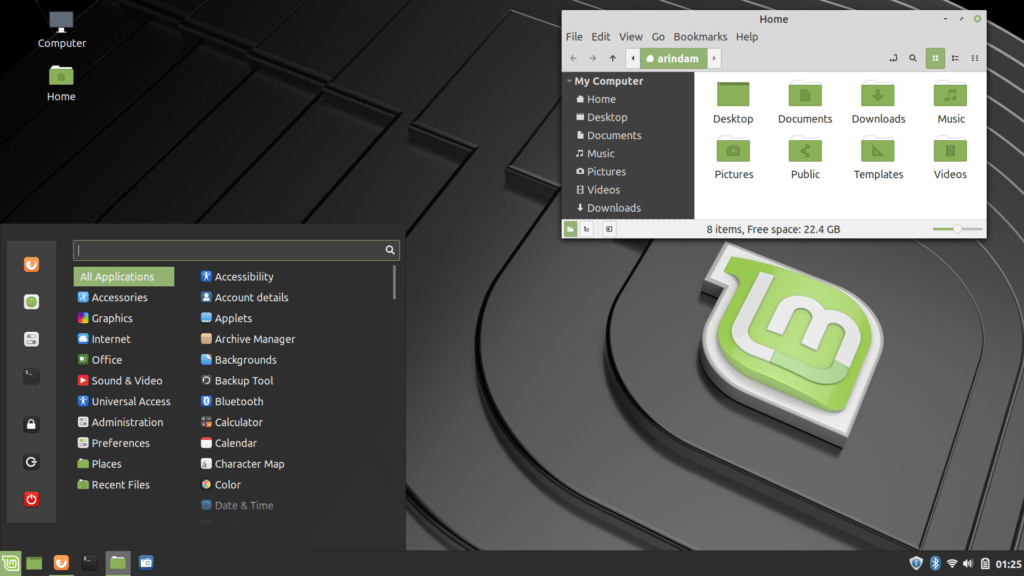 Computer
Home
Home
File Edit View Go Bookmarks Help
arindam
My Computer
Home
Desktop
Documents
Music
Pictures
Videos
Downloads
Desktop Documents Downloads Music
Pictures Public Templates Videos
8 items, Free space: 22.4 GB
All Applications
Accessories
Graphics
Internet
Office
Sound & Video
Universal Access
Administration
Preferences
Places
Recent Files
Accessibility
Account details
Applets
Archive Manager
Backgrounds
Backup Tool
Bluetooth
Calculator
Calendar
Character Map
Color
Date & Time
01:25